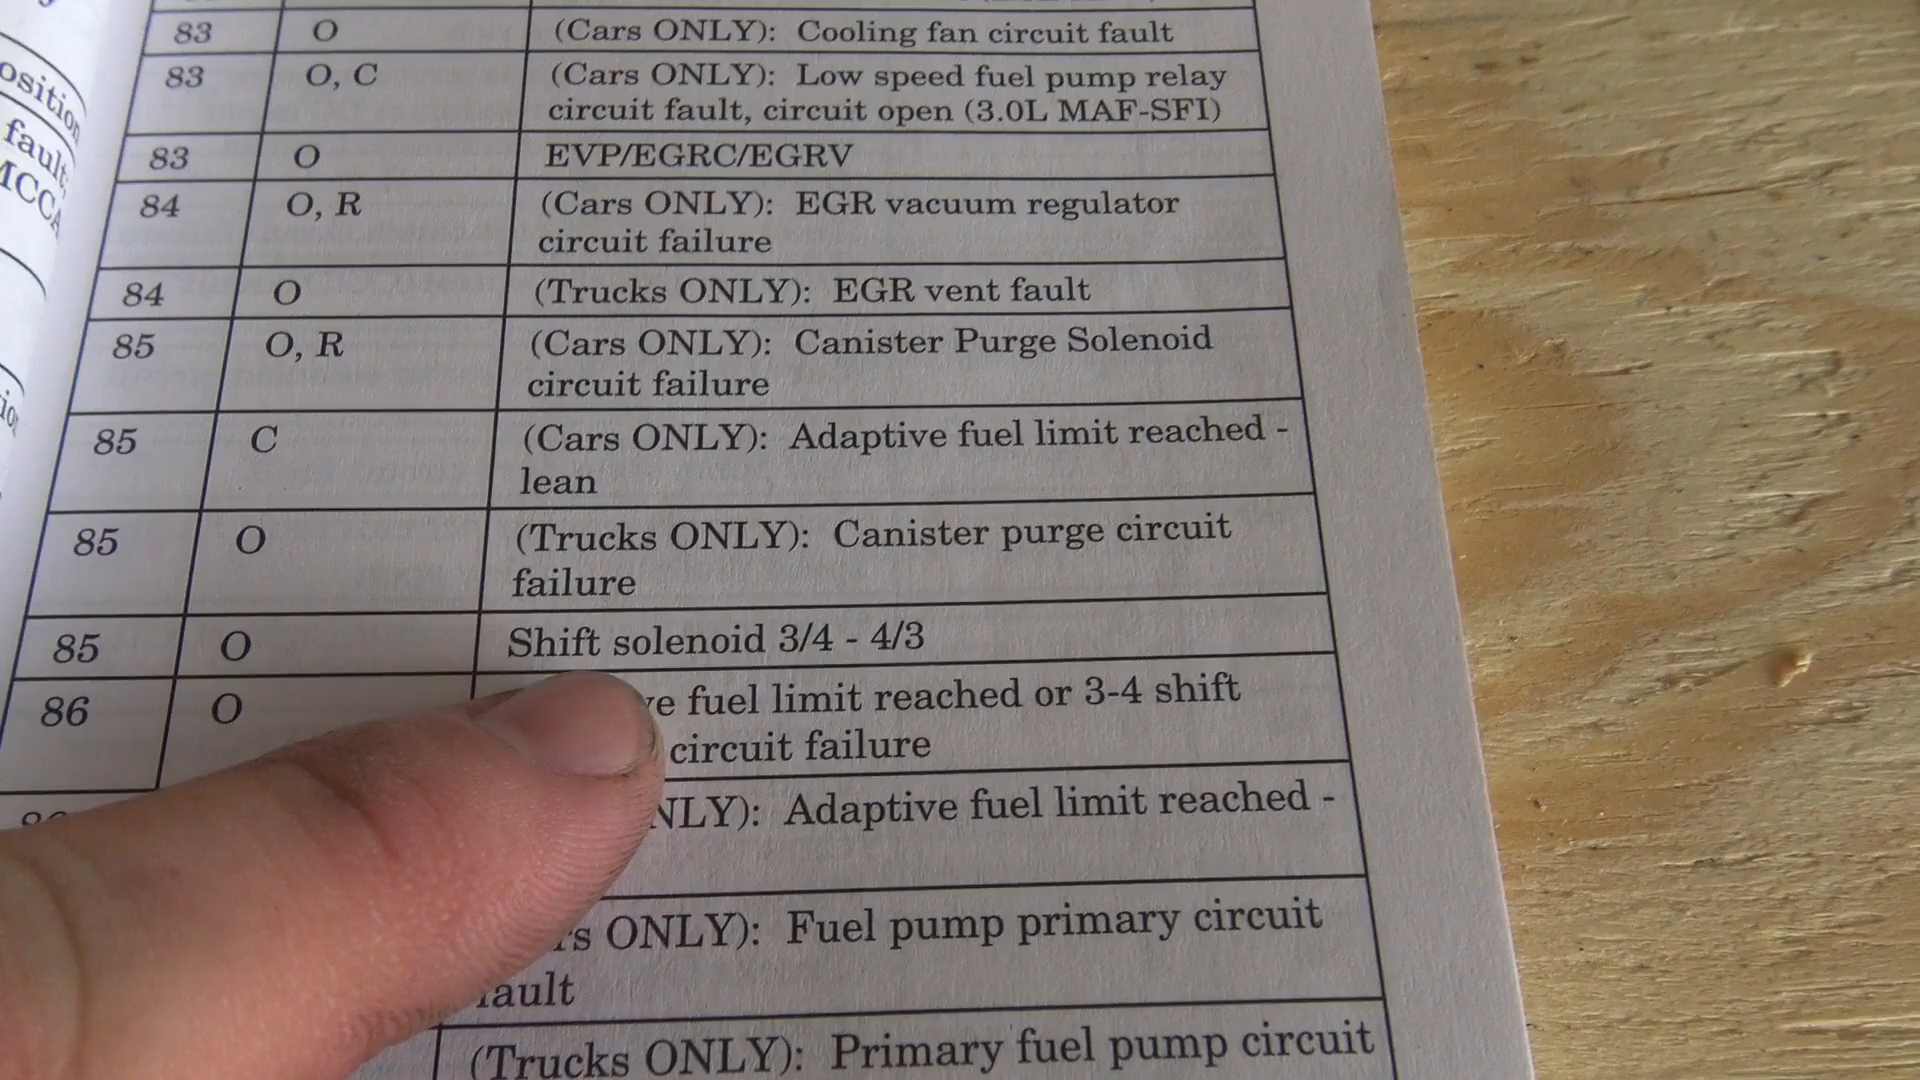 osition
fault,
MCCA
83 O (Cars ONLY): Cooling fan circuit fault
83 O, C (Cars ONLY): Low speed fuel pump relay
circuit fault, circuit open (3.0L MAF-SFI)
83 O EVP/EGRC/EGRV
84 O, R (Cars ONLY): EGR vacuum regulator
circuit failure
84 O (Trucks ONLY): EGR vent fault
85 O, R (Cars ONLY): Canister Purge Solenoid
circuit failure
85 C (Cars ONLY): Adaptive fuel limit reached -
lean
85 O (Trucks ONLY): Canister purge circuit
failure
85 O Shift solenoid 3/4 - 4/3
86 O ve fuel limit reached or 3-4 shift
circuit failure
NLY): Adaptive fuel limit reached -
rs ONLY): Fuel pump primary circuit
fault
(Trucks ONLY): Primary fuel pump circuit